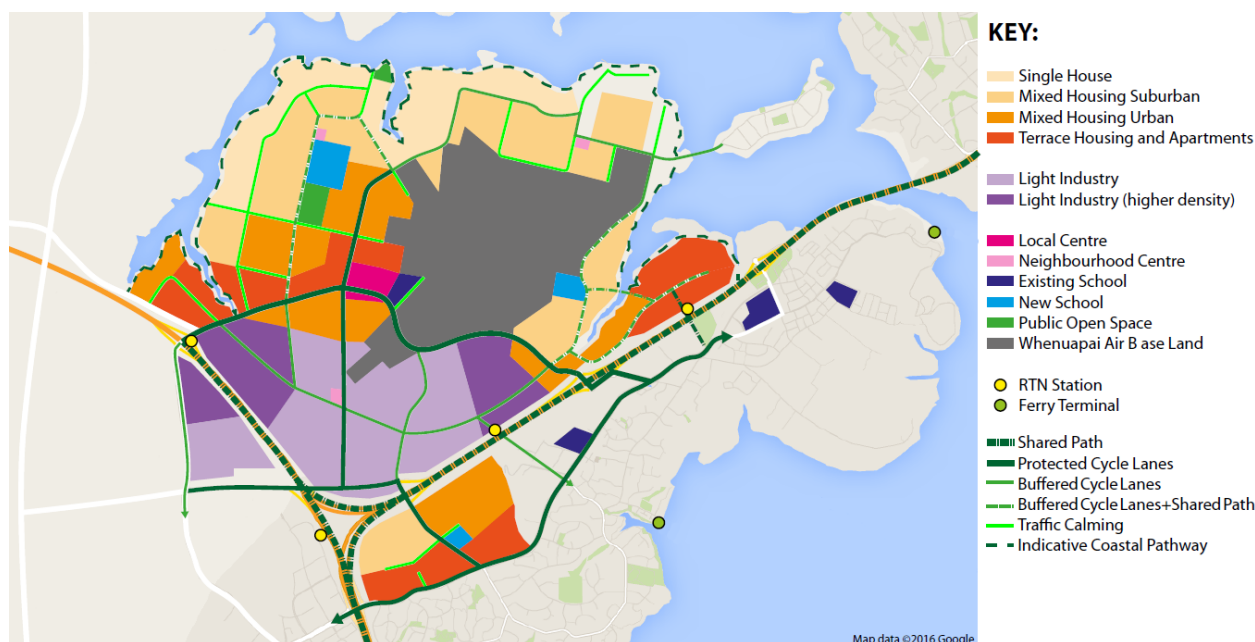 KEY:
Single House
Mixed Housing Suburban
Mixed Housing Urban
Terrace Housing and Apartments
Light Industry
Light Industry (higher density)
Local Centre
Neighbourhood Centre
Existing School
New School
Public Open Space
Whenuapai Air B ase Land
RTN Station
Ferry Terminal
Shared Path
Protected Cycle Lanes
Buffered Cycle Lanes
Buffered Cycle Lanes+Shared Path
Traffic Calming
Indicative Coastal Pathway
Map data ©2016 Google